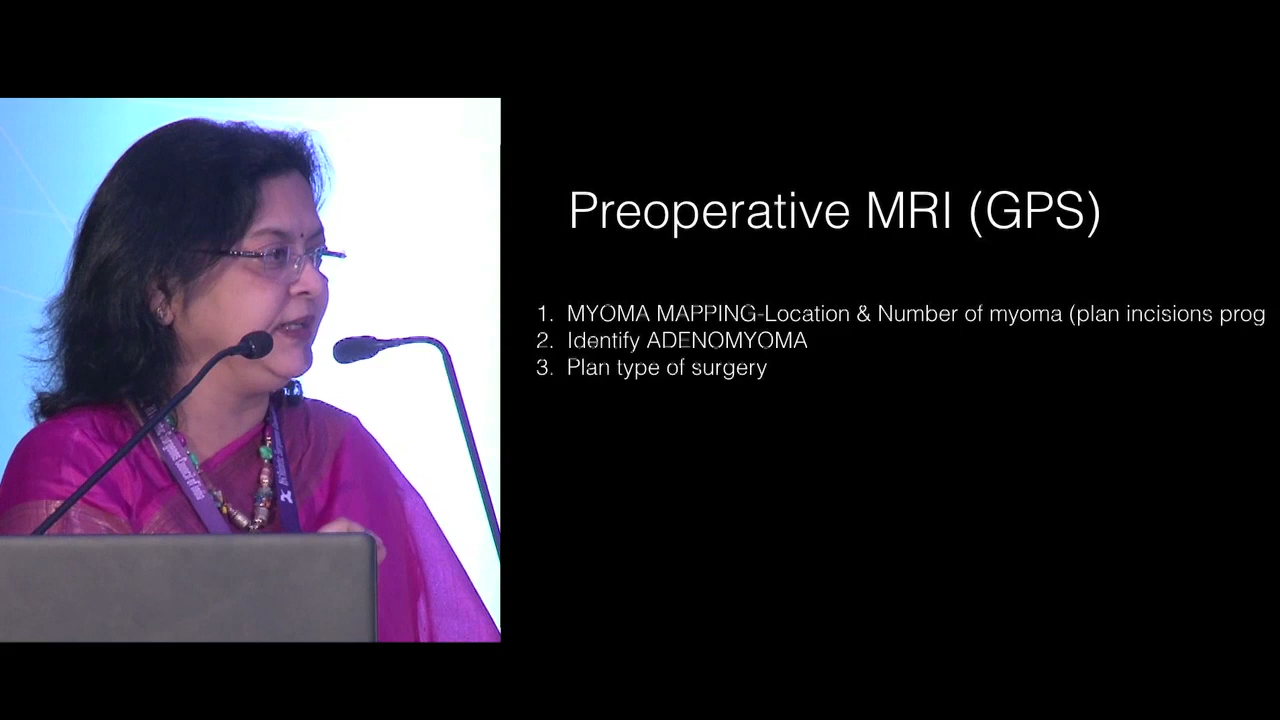 Preoperative MRI (GPS)
1. MYOMA MAPPING-Location & Number of myoma (plan incisions prog
2. Identify ADENOMYOMA
3. Plan type of surgery